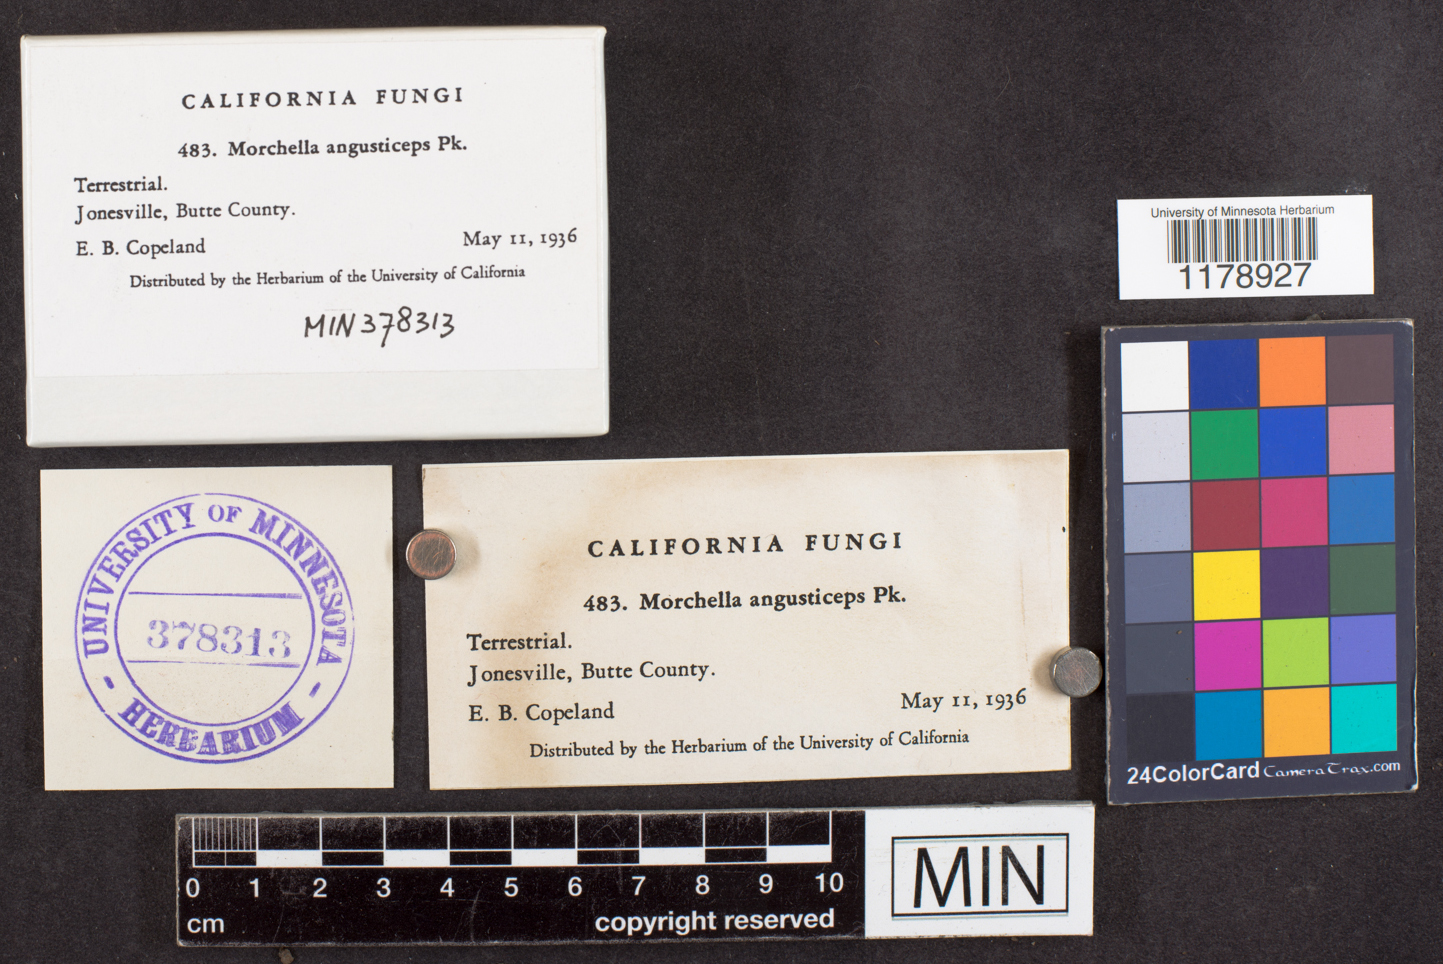 CALIFORNIA FUNGI
483. Morchella angusticeps Pk.
Terrestrial.
Jonesville, Butte County.
E. B. Copeland May 11, 1936
Distributed by the Herbarium of the University of California
MIN 378313
University of Minnesota Herbarium
1178927
UNIVERSITY OF MINNESOTA
378313
- HERBARIUM -
CALIFORNIA FUNGI
483. Morchella angusticeps Pk.
Terrestrial.
Jonesville, Butte County.
E. B. Copeland May 11, 1936
Distributed by the Herbarium of the University of California
24ColorCard CameraTrax.com
0 1 2 3 4 5 6 7 8 9 10
cm copyright reserved
MIN